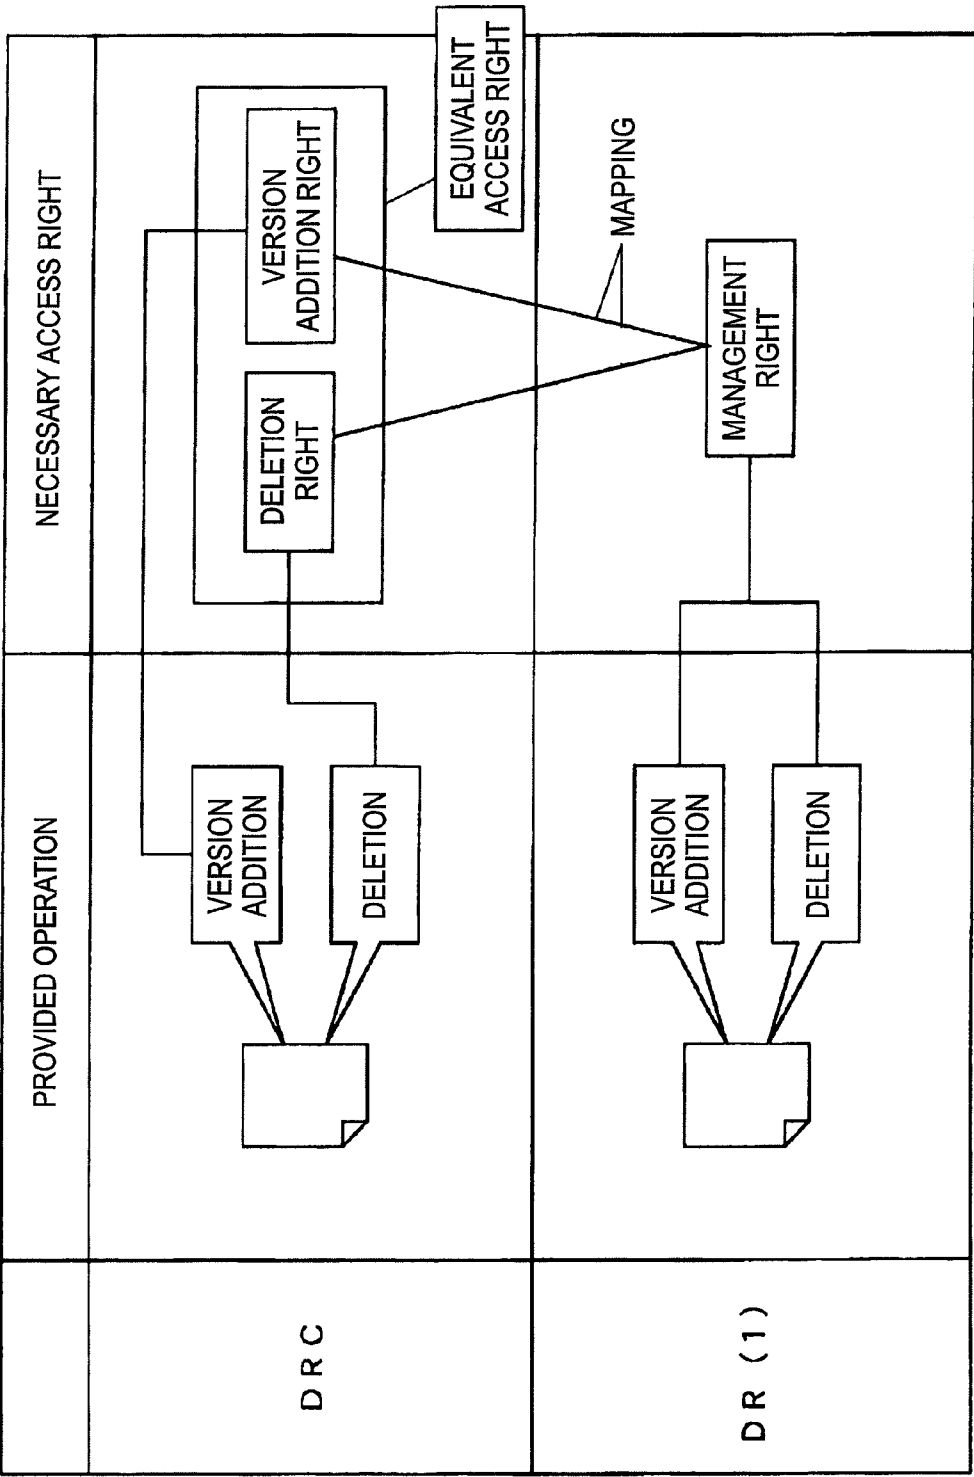 PROVIDED OPERATION
NECESSARY ACCESS RIGHT
DRC
VERSION
ADDITION
DELETION
DELETION
RIGHT
VERSION
ADDITION RIGHT
EQUIVALENT
ACCESS RIGHT
MAPPING
DR (1)
VERSION
ADDITION
DELETION
MANAGEMENT
RIGHT